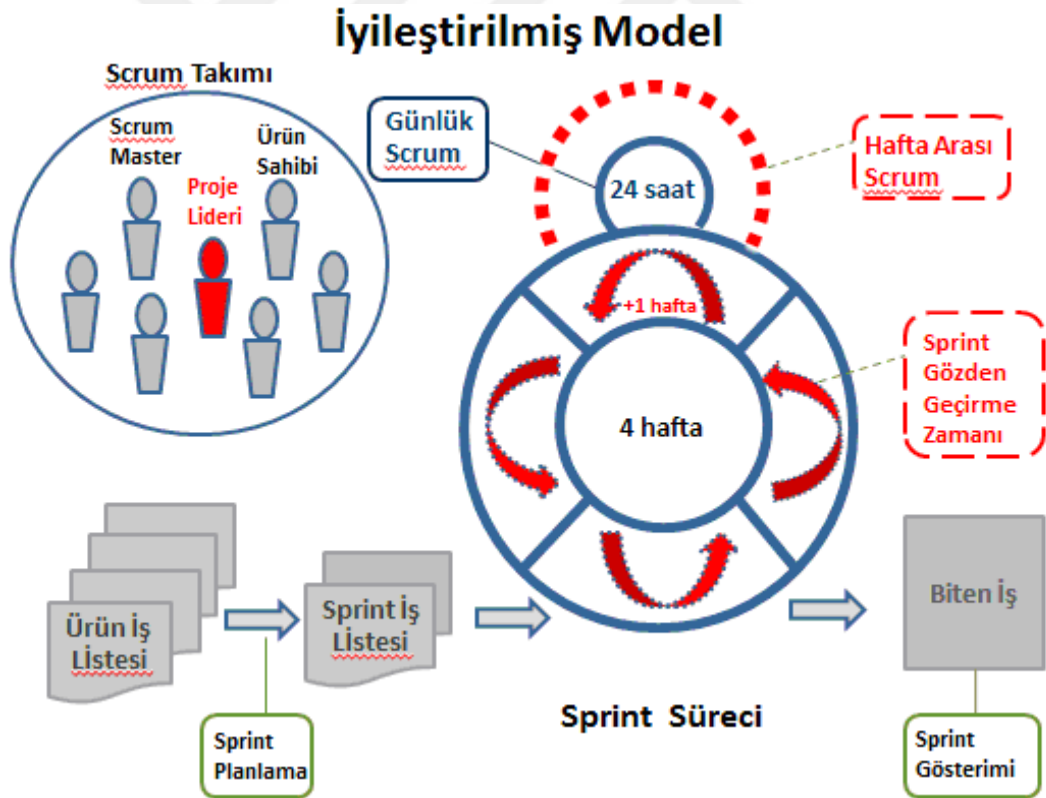 İyileştirilmiş Model
Scrum Takımı
Scrum
Master
Ürün
Sahibi
Proje
Lideri
Günlük
Scrum
24 saat
Hafta Arası
Scrum
+1 hafta
4 hafta
Sprint
Gözden
Geçirme
Zamanı
Ürün İş
Listesi
Sprint İş
Listesi
Biten İş
Sprint Süreci
Sprint
Planlama
Sprint
Gösterimi